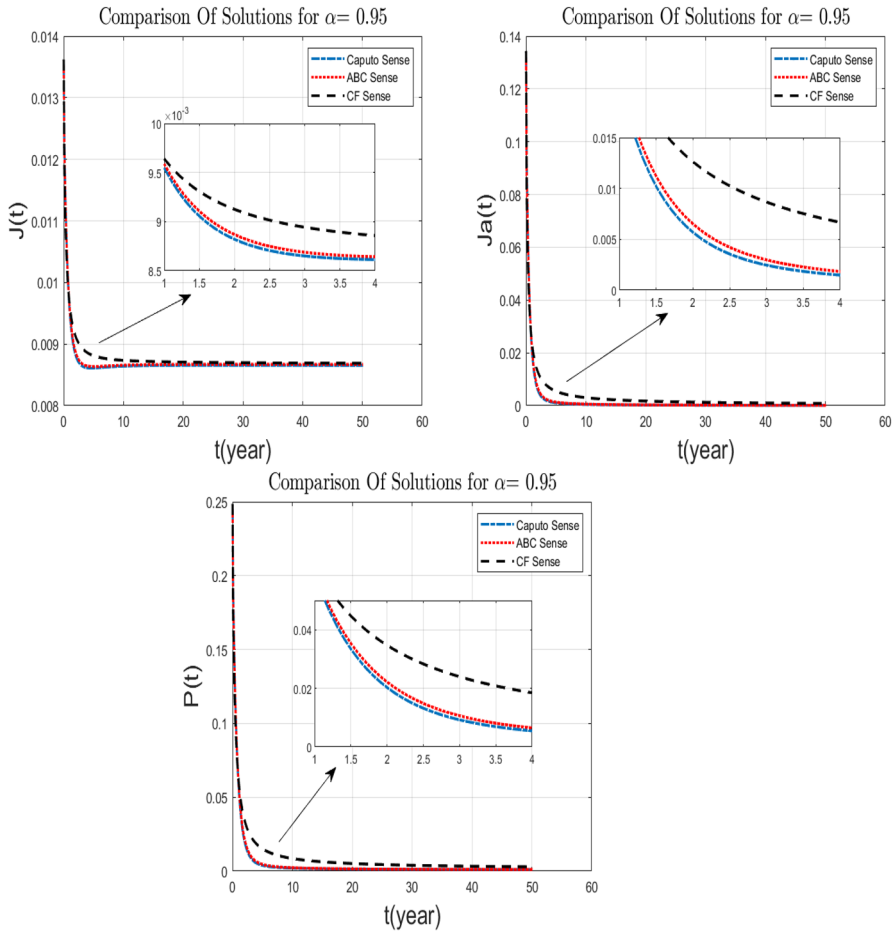 Comparison Of Solutions for α= 0.95
Caputo Sense
ABC Sense
CF Sense
J(t)
0.014
0.013
0.012
0.011
0.01
0.009
0.008
×10⁻³
10
9.5
9
8.5
1 1.5 2 2.5 3 3.5 4
0 10 20 30 40 50 60
t(year)
Comparison Of Solutions for α= 0.95
Caputo Sense
ABC Sense
CF Sense
Ja(t)
0.14
0.12
0.1
0.08
0.06
0.04
0.02
0
0.015
0.01
0.005
0
1 1.5 2 2.5 3 3.5 4
0 10 20 30 40 50 60
t(year)
Comparison Of Solutions for α= 0.95
Caputo Sense
ABC Sense
CF Sense
P(t)
0.25
0.2
0.15
0.1
0.05
0
0.04
0.02
0
1 1.5 2 2.5 3 3.5 4
0 10 20 30 40 50 60
t(year)